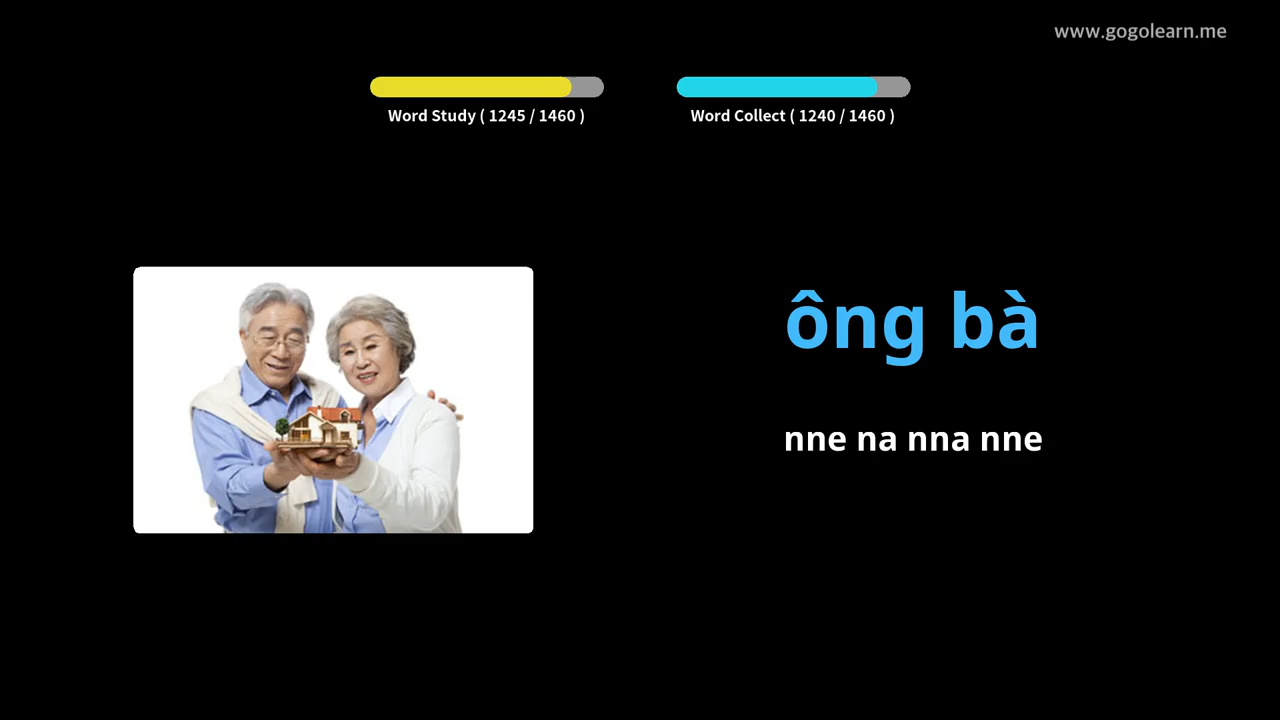 www.gogolearn.me
Word Study ( 1245 / 1460 )
Word Collect ( 1240 / 1460 )
ông bà
nne na nna nne